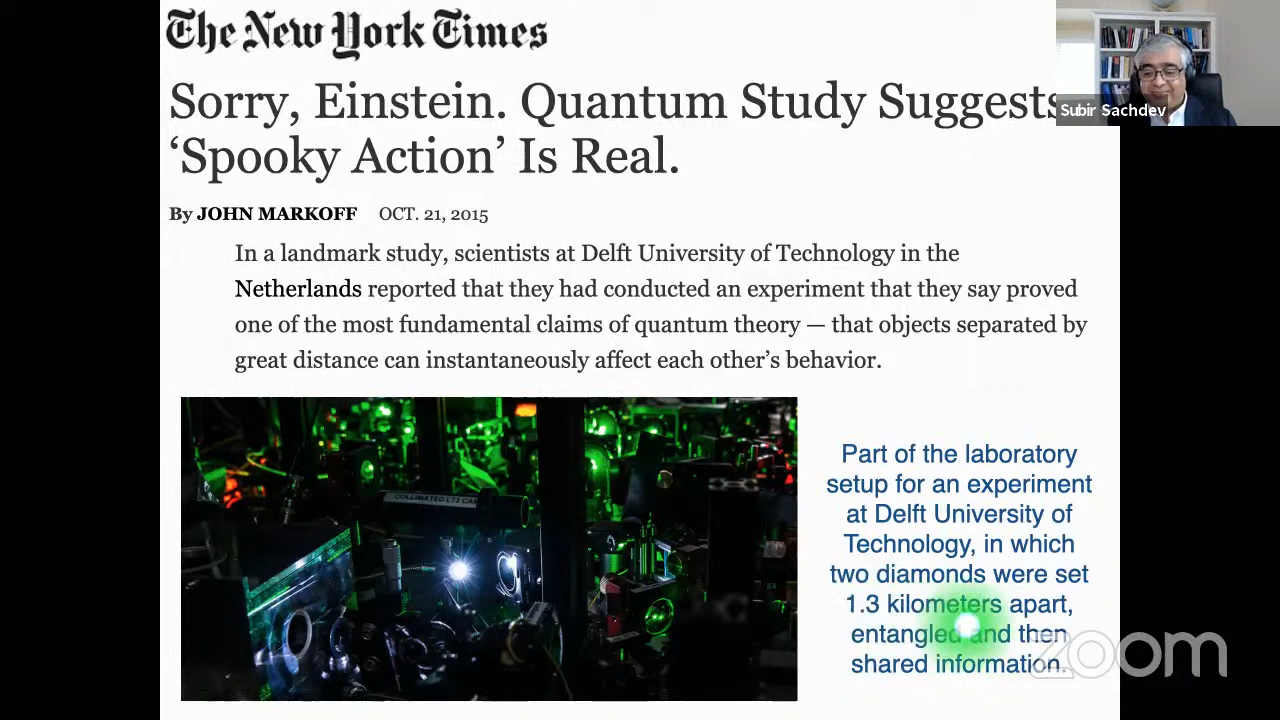 The New York Times
Sorry, Einstein. Quantum Study Suggests
‘Spooky Action’ Is Real.
By JOHN MARKOFF OCT. 21, 2015
In a landmark study, scientists at Delft University of Technology in the
Netherlands reported that they had conducted an experiment that they say proved
one of the most fundamental claims of quantum theory — that objects separated by
great distance can instantaneously affect each other’s behavior.
COLLIMATED LT3
Part of the laboratory
setup for an experiment
at Delft University of
Technology, in which
two diamonds were set
1.3 kilometers apart,
entangled and then
shared information.
Subir Sachdev
zoom